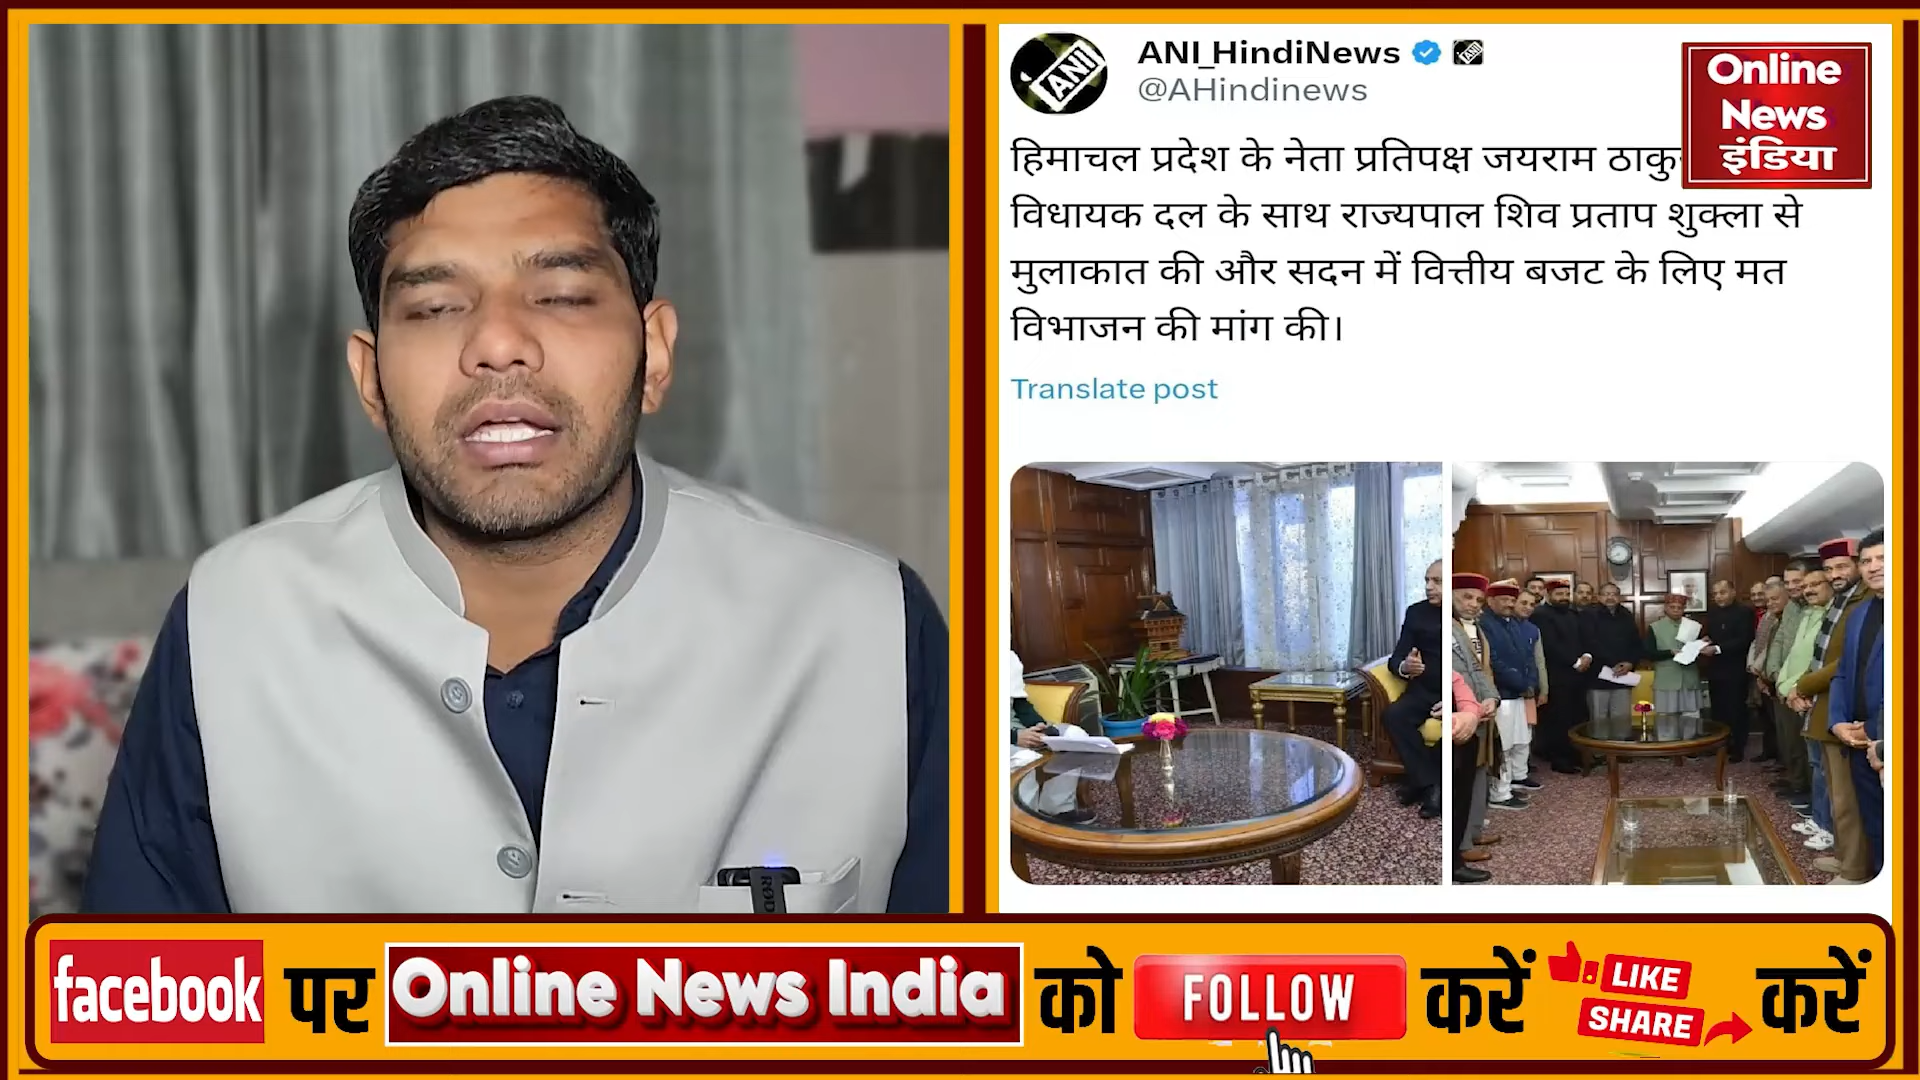 ANI_HindiNews
@AHindinews
Online
News
इंडिया
हिमाचल प्रदेश के नेता प्रतिपक्ष जयराम
विधायक दल के साथ राज्यपाल शिव प्रताप शुक्ला से
मुलाकात की और सदन में वित्तीय बजट के लिए मत
विभाजन की मांग की।
Translate post
facebook पर Online News India को FOLLOW करें LIKE SHARE करें